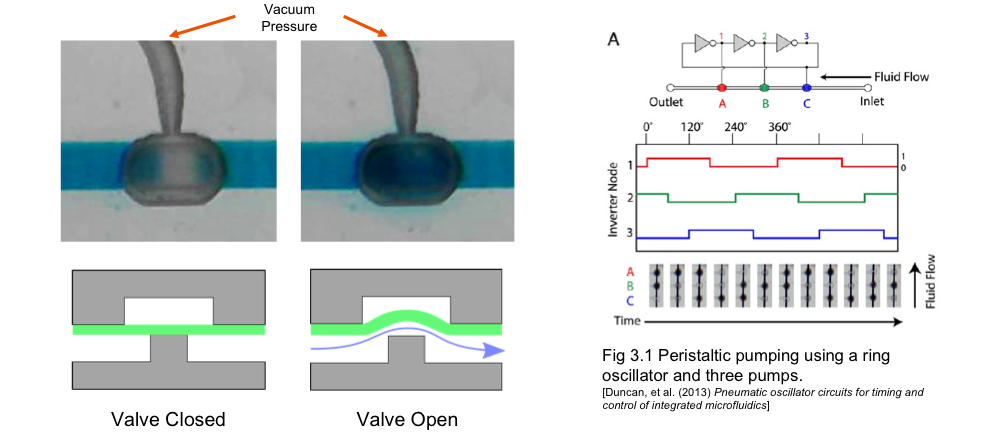 Vacuum
Pressure
Valve Closed
Valve Open
A
1
2
3
Fluid Flow
Outlet
A
B
C
Inlet
0°
120°
240°
360°
Inverter Node
1
2
3
1
0
A
B
C
Fluid Flow
Time
Fig 3.1 Peristaltic pumping using a ring
oscillator and three pumps.
[Duncan, et al. (2013) Pneumatic oscillator circuits for timing and
control of integrated microfluidics]